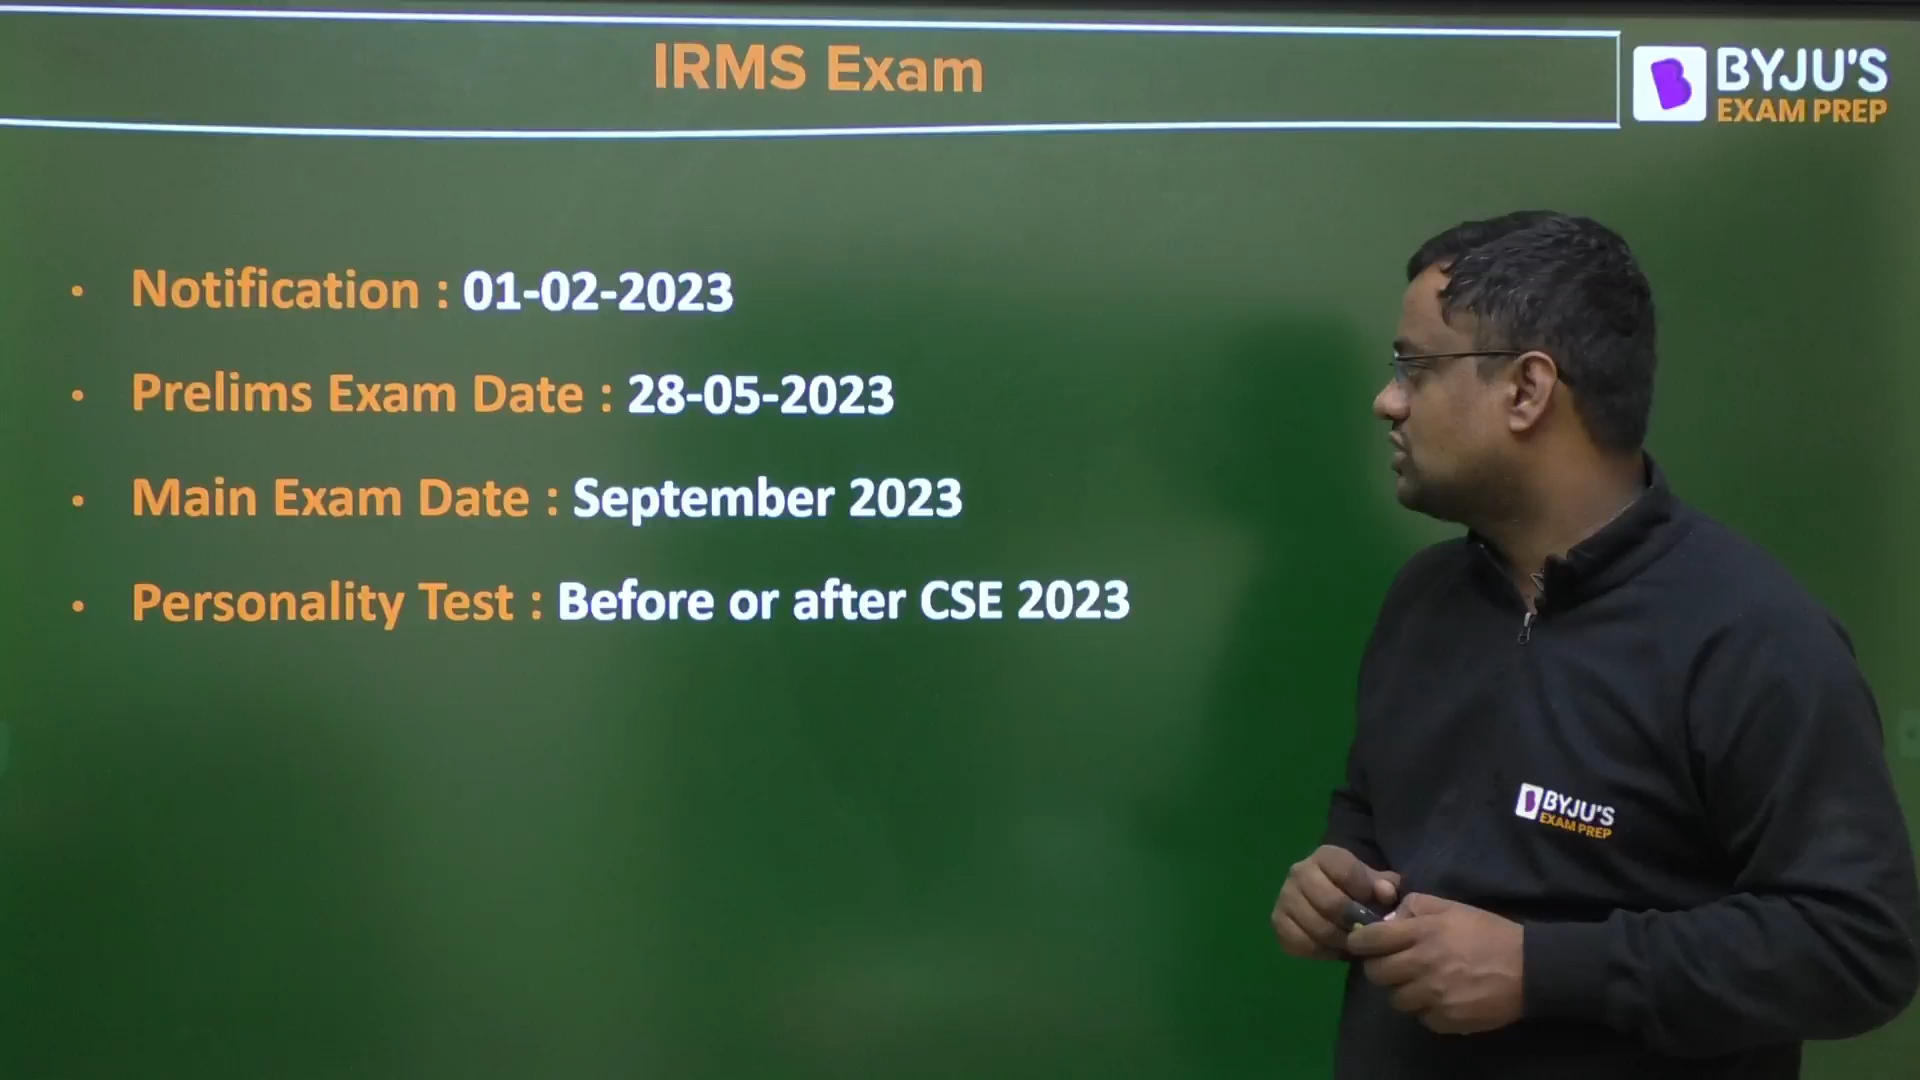 IRMS Exam
BYJU'S
EXAM PREP
• Notification : 01-02-2023
• Prelims Exam Date : 28-05-2023
• Main Exam Date : September 2023
• Personality Test : Before or after CSE 2023
BYJU'S
EXAM PREP